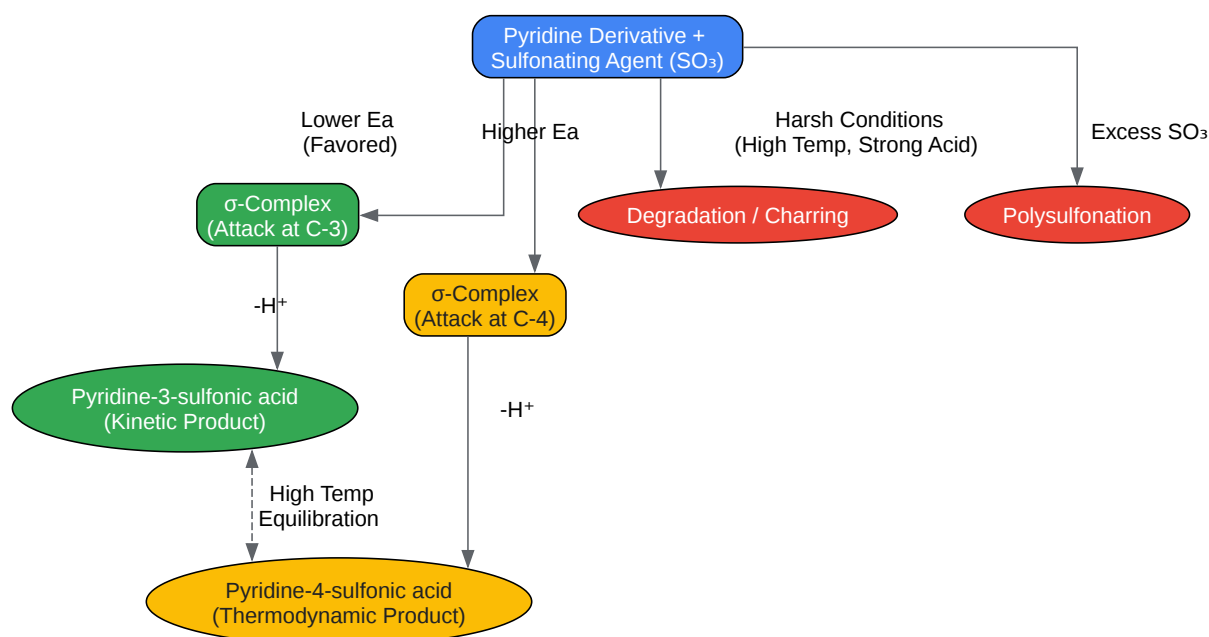 Pyridine Derivative +
Sulfonating Agent (SO₃)
Lower Ea
(Favored)
Higher Ea
Harsh Conditions
(High Temp, Strong Acid)
Excess SO₃
σ-Complex
(Attack at C-3)
Degradation / Charring
Polysulfonation
σ-Complex
(Attack at C-4)
-H⁺
Pyridine-3-sulfonic acid
(Kinetic Product)
-H⁺
High Temp
Equilibration
Pyridine-4-sulfonic acid
(Thermodynamic Product)